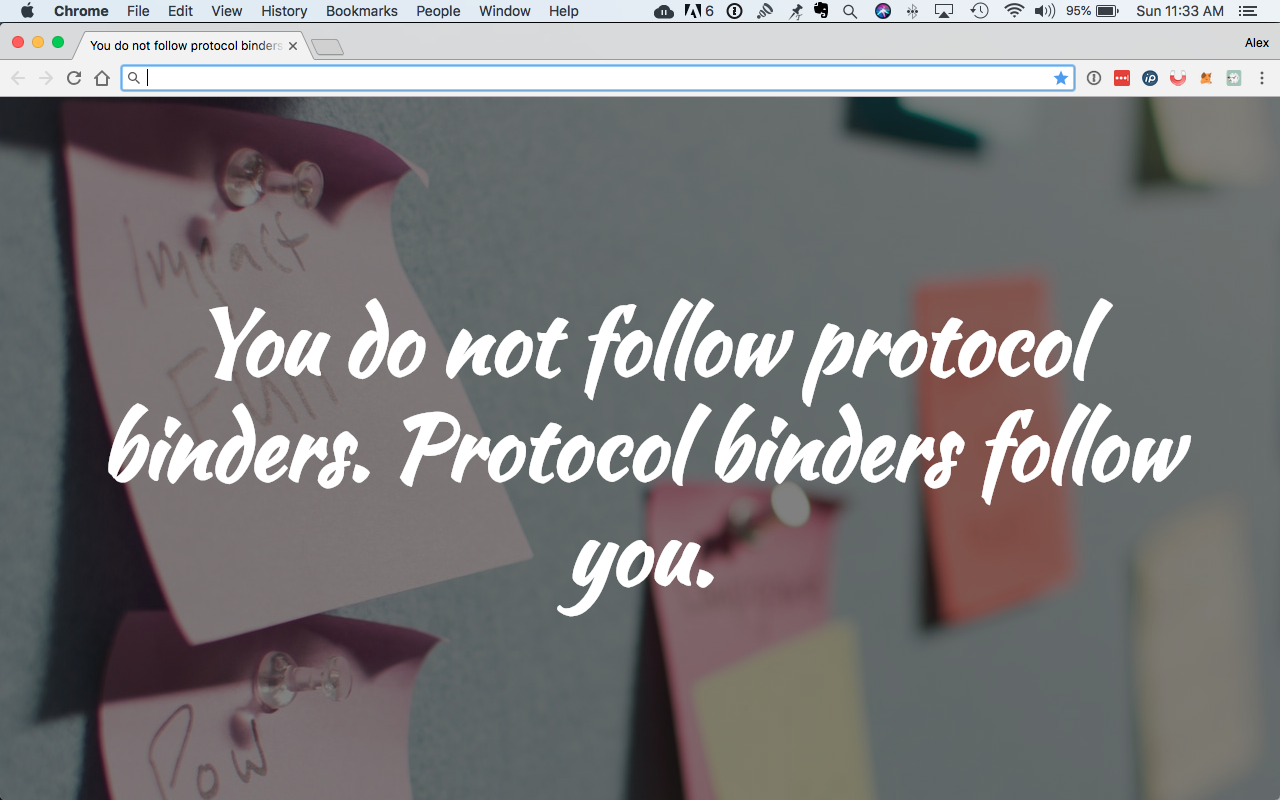 Chrome File Edit View History Bookmarks People Window Help 6 95% Sun 11:33 AM
You do not follow protocol binders
Alex
Impact
You do not follow protocol
binders. Protocol binders follow
you.
Pow